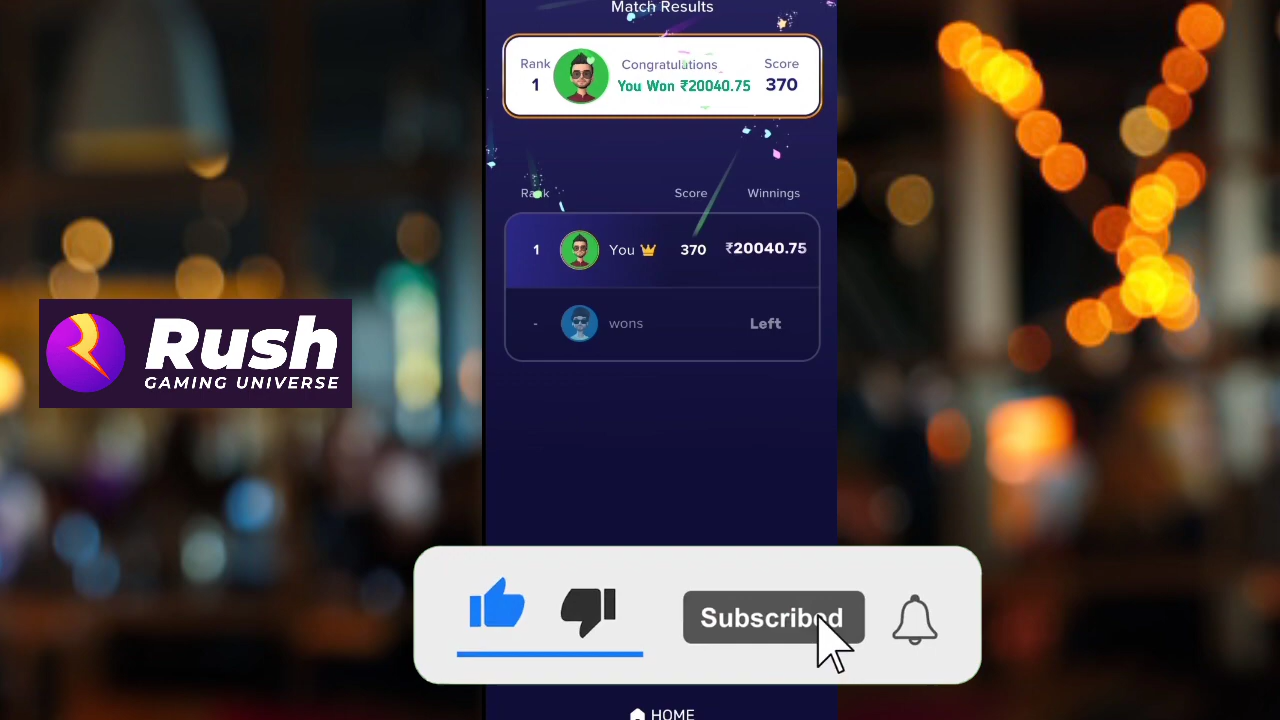 Match Results
Rank
Congratulations
Score
1
You Won ₹20040.75
370
Rank
Score
Winnings
1
You
370
₹20040.75
-
wons
Left
Rush
GAMING UNIVERSE
Subscribed
HOME